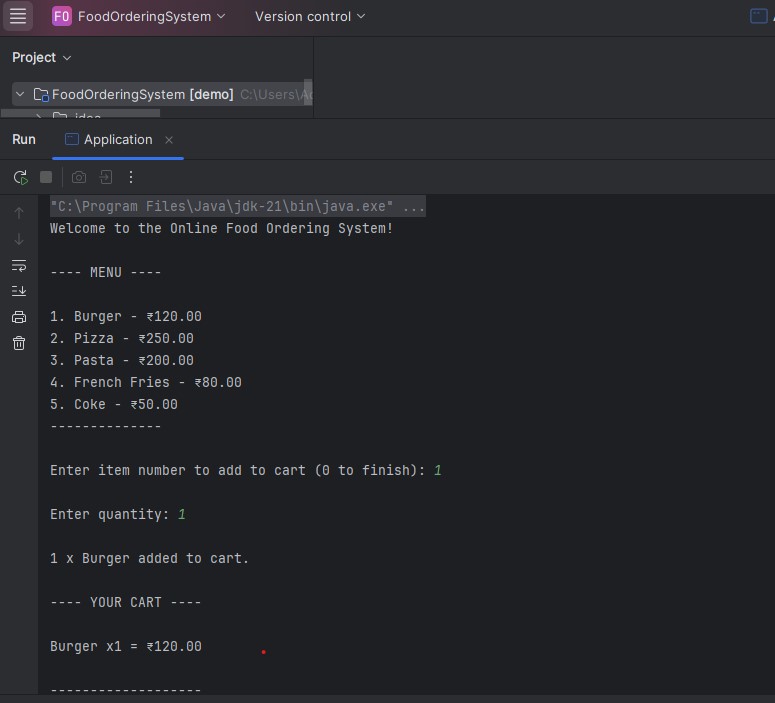 FO FoodOrderingSystem Version control
Project
FoodOrderingSystem [demo] C:\Users\
Run Application
"C:\Program Files\Java\jdk-21\bin\java.exe" ...
Welcome to the Online Food Ordering System!
---- MENU ----
1. Burger - ₹120.00
2. Pizza - ₹250.00
3. Pasta - ₹200.00
4. French Fries - ₹80.00
5. Coke - ₹50.00
--------------
Enter item number to add to cart (0 to finish): 1
Enter quantity: 1
1 x Burger added to cart.
---- YOUR CART ----
Burger x1 = ₹120.00
-------------------